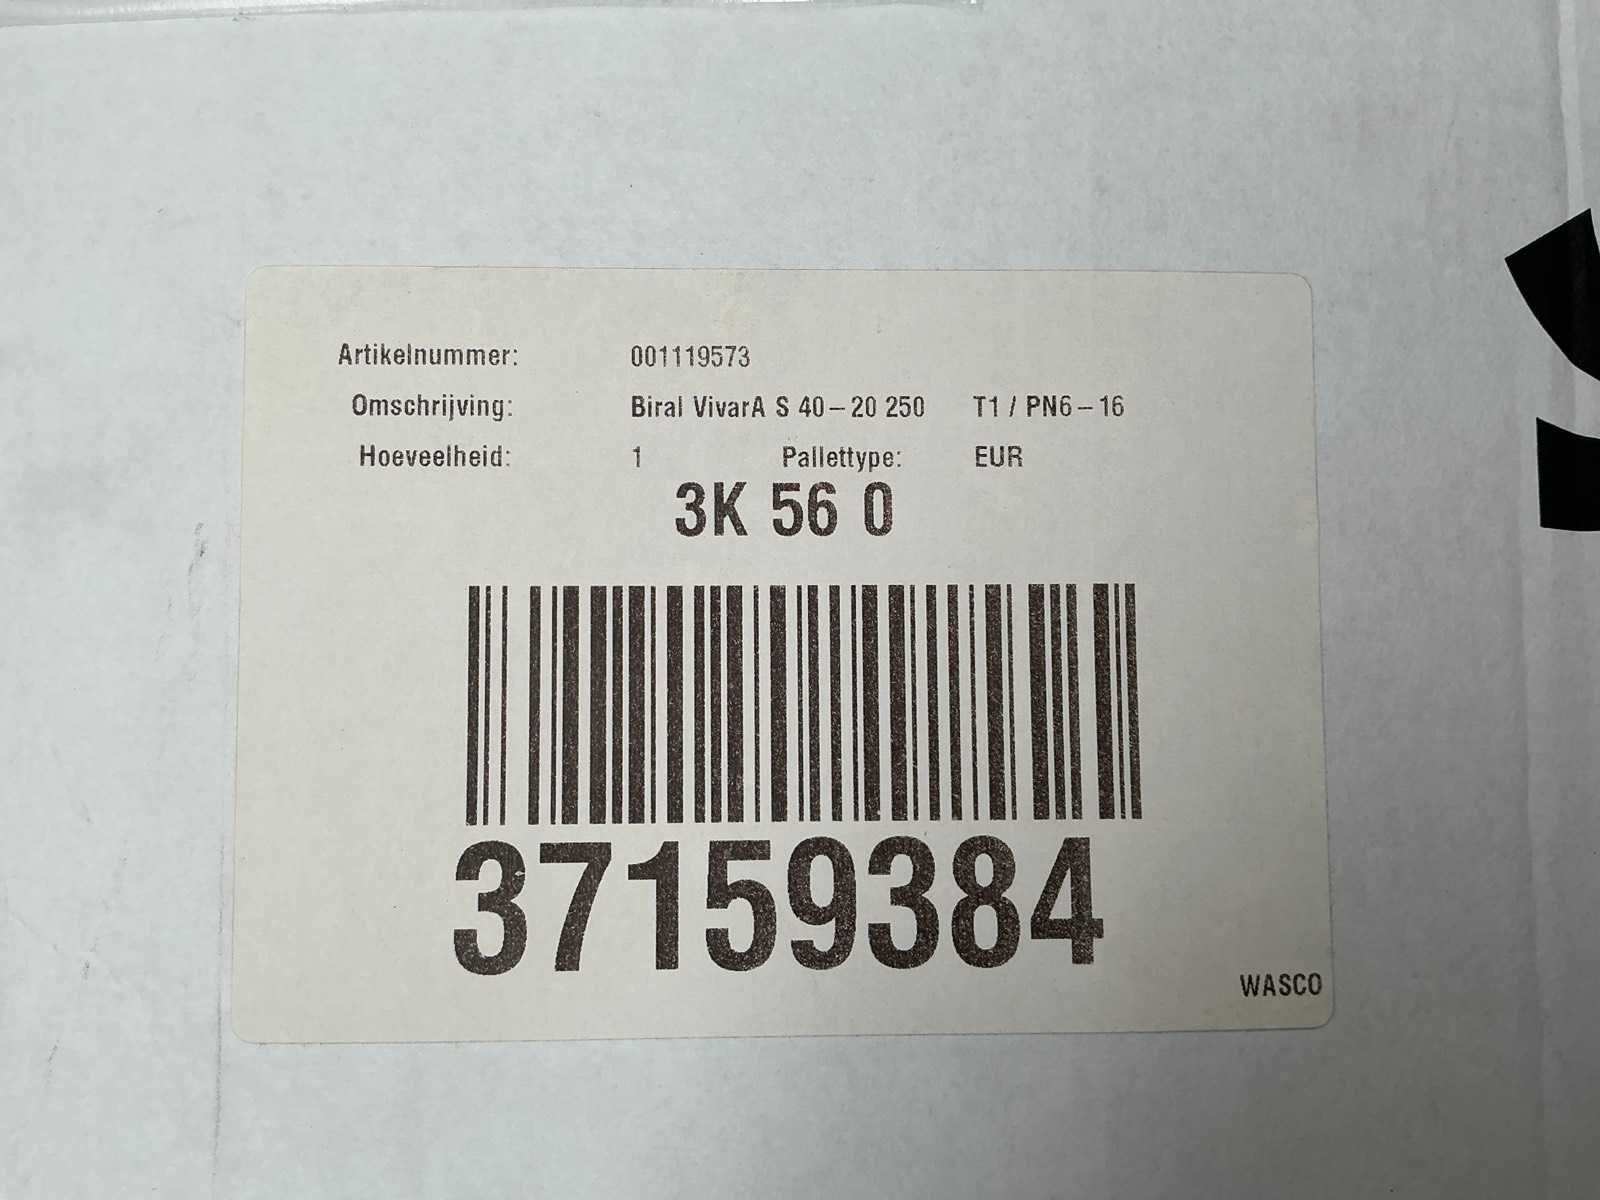 Artikelnummer: 001119573
Omschrijving: Biral VivarA S 40-20 250 T1 / PN6-16
Hoeveelheid: 1 Pallettype: EUR
3K 56 0
37159384
WASCO